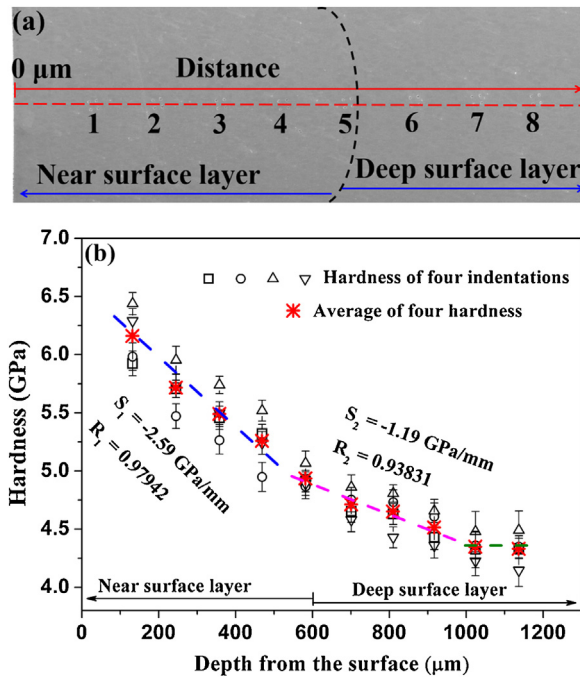 (a)
0 μm
Distance
1 2 3 4 5 6 7 8
Near surface layer
Deep surface layer
(b)
Hardness of four indentations
Average of four hardness
S1 = -2.59 GPa/mm
R1 = 0.97942
S2 = -1.19 GPa/mm
R2 = 0.93831
Near surface layer
Deep surface layer
7.0
6.5
6.0
5.5
5.0
4.5
4.0
Hardness (GPa)
0 200 400 600 800 1000 1200
Depth from the surface (μm)